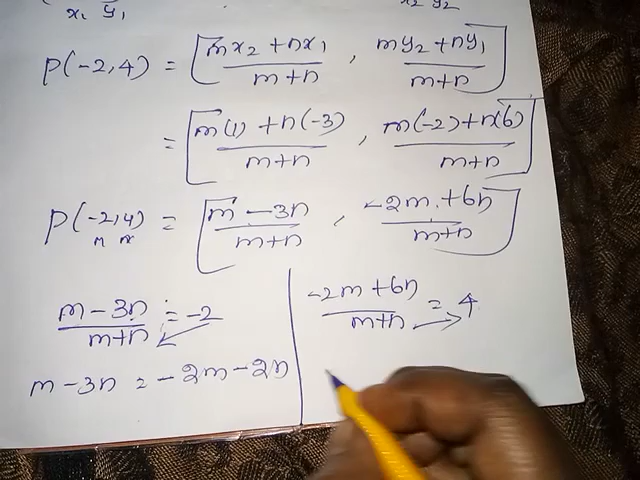 x₁ y₁ x₂ y₂
P(-2,4) = [mx₂ + nx₁ / m+n , my₂ + ny₁ / m+n]
= [m(1) + n(-3) / m+n , m(-2)+n(6) / m+n]
P(-2,4) = [m - 3n / m+n , -2m + 6n / m+n]
m - 3n / m+n = -2
-2m + 6n / m+n = 4
m - 3n = -2m - 2n